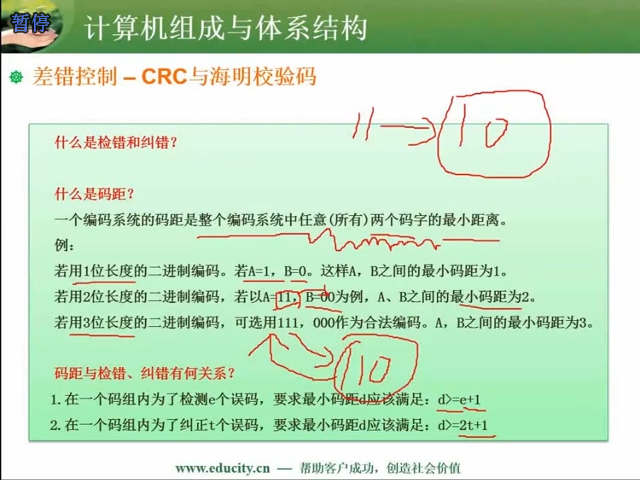 暂停
计算机组成与体系结构
差错控制 – CRC与海明校验码
11 → 10
什么是检错和纠错？
什么是码距？
一个编码系统的码距是整个编码系统中任意(所有)两个码字的最小距离。
例：
若用1位长度的二进制编码。若A=1，B=0。这样A，B之间的最小码距为1。
若用2位长度的二进制编码，若以A=11，B=00为例，A、B之间的最小码距为2。
若用3位长度的二进制编码，可选用111，000作为合法编码。A，B之间的最小码距为3。
110
码距与检错、纠错有何关系？
1.在一个码组内为了检测e个误码，要求最小码距d应该满足：d>=e+1
2.在一个码组内为了纠正t个误码，要求最小码距d应该满足：d>=2t+1
www.educity.cn — 帮助客户成功，创造社会价值